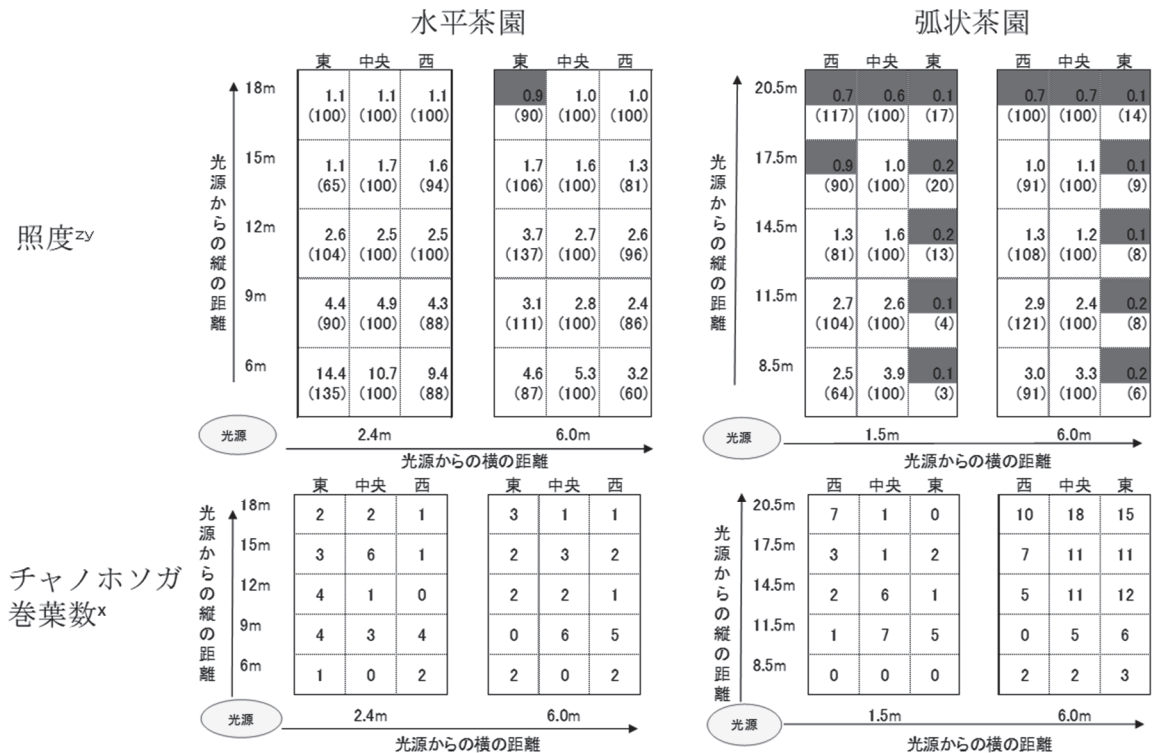 水平茶園
弧状茶園
照度zy
光源からの縦の距離
東 中央 西 東 中央 西
18m 1.1 1.1 1.1 0.9 1.0 1.0
(100) (100) (100) (90) (100) (100)
15m 1.1 1.7 1.6 1.7 1.6 1.3
(65) (100) (94) (106) (100) (81)
12m 2.6 2.5 2.5 3.7 2.7 2.6
(104) (100) (100) (137) (100) (96)
9m 4.4 4.9 4.3 3.1 2.8 2.4
(90) (100) (88) (111) (100) (86)
6m 14.4 10.7 9.4 4.6 5.3 3.2
(135) (100) (88) (87) (100) (60)
光源 2.4m 6.0m
光源からの横の距離
光源からの縦の距離
西 中央 東 西 中央 東
20.5m 0.7 0.6 0.1 0.7 0.7 0.1
(117) (100) (17) (100) (100) (14)
17.5m 0.9 1.0 0.2 1.0 1.1 0.1
(90) (100) (20) (91) (100) (9)
14.5m 1.3 1.6 0.2 1.3 1.2 0.1
(81) (100) (13) (108) (100) (8)
11.5m 2.7 2.6 0.1 2.9 2.4 0.2
(104) (100) (4) (121) (100) (8)
8.5m 2.5 3.9 0.1 3.0 3.3 0.2
(64) (100) (3) (91) (100) (6)
光源 1.5m 6.0m
光源からの横の距離
チャノホソガ
巻葉数x
光源からの縦の距離
東 中央 西 東 中央 西
18m 2 2 1 3 1 1
15m 3 6 1 2 3 2
12m 4 1 0 2 2 1
9m 4 3 4 0 6 5
6m 1 0 2 2 0 2
光源 2.4m 6.0m
光源からの横の距離
光源からの縦の距離
西 中央 東 西 中央 東
20.5m 7 1 0 10 18 15
17.5m 3 1 2 7 11 11
14.5m 2 6 1 5 11 12
11.5m 1 7 5 0 5 6
8.5m 0 0 0 2 2 3
光源 1.5m 6.0m
光源からの横の距離